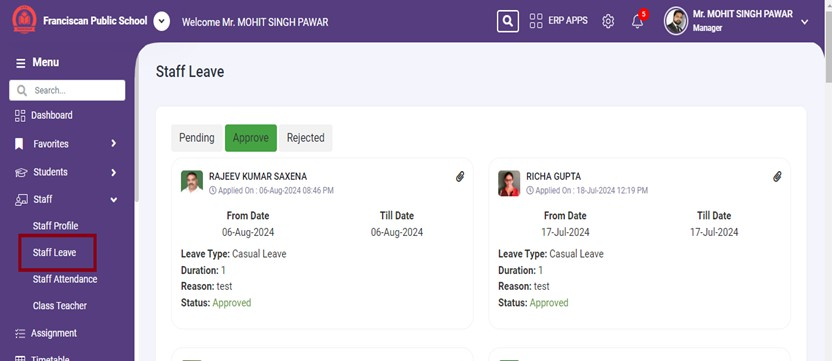 Franciscan Public School
Welcome Mr. MOHIT SINGH PAWAR
ERP APPS
5
Mr. MOHIT SINGH PAWAR
Manager
Menu
Search...
Dashboard
Favorites
Students
Staff
Staff Profile
Staff Leave
Staff Attendance
Class Teacher
Assignment
Timetable
Staff Leave
Pending Approve Rejected
RAJEEV KUMAR SAXENA
Applied On : 06-Aug-2024 08:46 PM
From Date Till Date
06-Aug-2024 06-Aug-2024
Leave Type: Casual Leave
Duration: 1
Reason: test
Status: Approved
RICHA GUPTA
Applied On : 18-Jul-2024 12:19 PM
From Date Till Date
17-Jul-2024 17-Jul-2024
Leave Type: Casual Leave
Duration: 1
Reason: test
Status: Approved